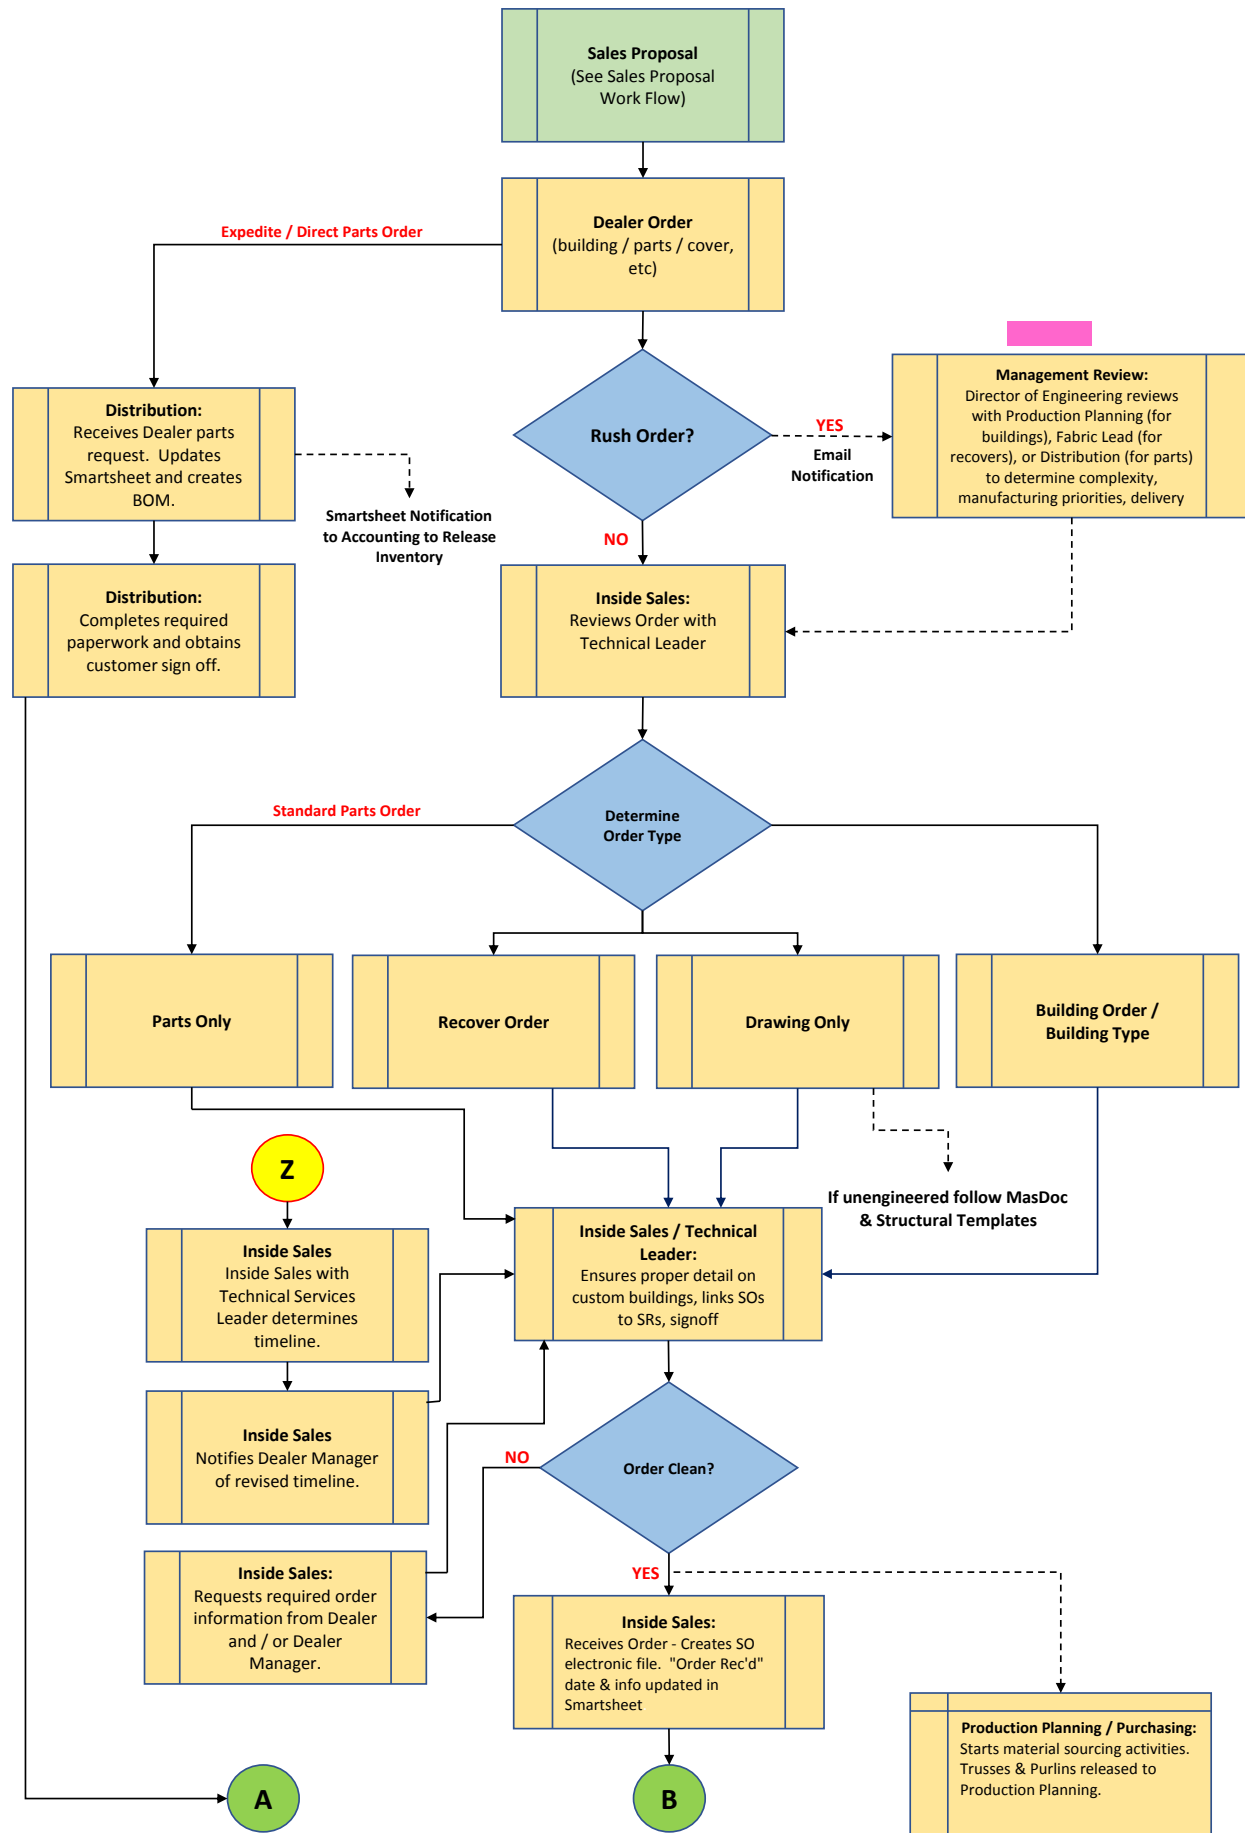 Sales Proposal
(See Sales Proposal
Work Flow)
Expedite / Direct Parts Order
Dealer Order
(building / parts / cover,
etc)
Distribution:
Receives Dealer parts
request.  Updates
Smartsheet and creates
BOM.
Rush Order?
YES
Email
Notification
Management Review:
Director of Engineering reviews
with Production Planning (for
buildings), Fabric Lead (for
recovers), or Distribution (for parts)
to determine complexity,
manufacturing priorities, delivery
Smartsheet Notification
to Accounting to Release
Inventory
NO
Distribution:
Completes required
paperwork and obtains
customer sign off.
Inside Sales:
Reviews Order with
Technical Leader
Standard Parts Order
Determine
Order Type
Parts Only
Recover Order
Drawing Only
Building Order /
Building Type
Z
If unengineered follow MasDoc
& Structural Templates
Inside Sales
Inside Sales with
Technical Services
Leader determines
timeline.
Inside Sales / Technical
Leader:
Ensures proper detail on
custom buildings, links SOs
to SRs, signoff
Inside Sales
Notifies Dealer Manager
of revised timeline.
NO
Order Clean?
Inside Sales:
Requests required order
information from Dealer
and / or Dealer
Manager.
YES
Inside Sales:
Receives Order - Creates SO
electronic file.  "Order Rec'd"
date & info updated in
Smartsheet
Production Planning / Purchasing:
Starts material sourcing activities.
Trusses & Purlins released to
Production Planning.
A
B